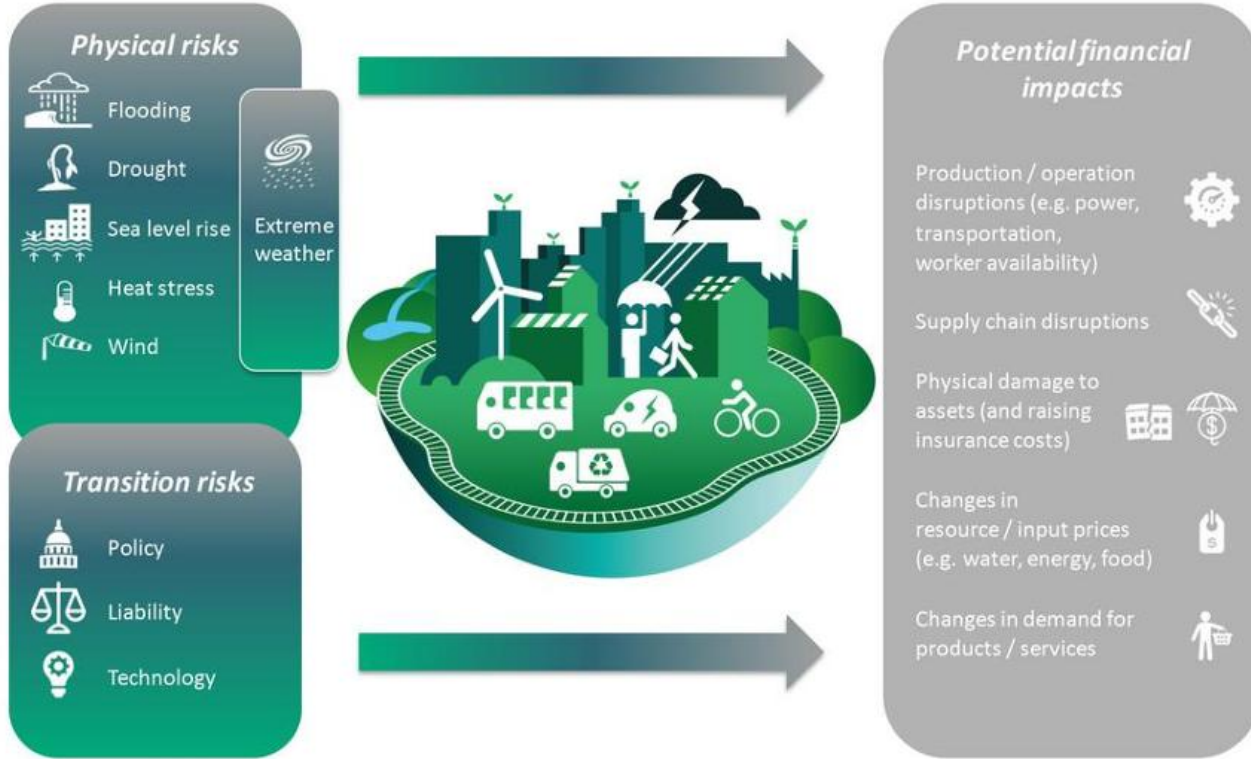 Physical risks
Flooding
Drought
Sea level rise
Heat stress
Wind
Extreme
weather
Transition risks
Policy
Liability
Technology
Potential financial
impacts
Production / operation
disruptions (e.g. power,
transportation,
worker availability)
Supply chain disruptions
Physical damage to
assets (and raising
insurance costs)
$
Changes in
resource / input prices
(e.g. water, energy, food)
$
Changes in demand for
products / services